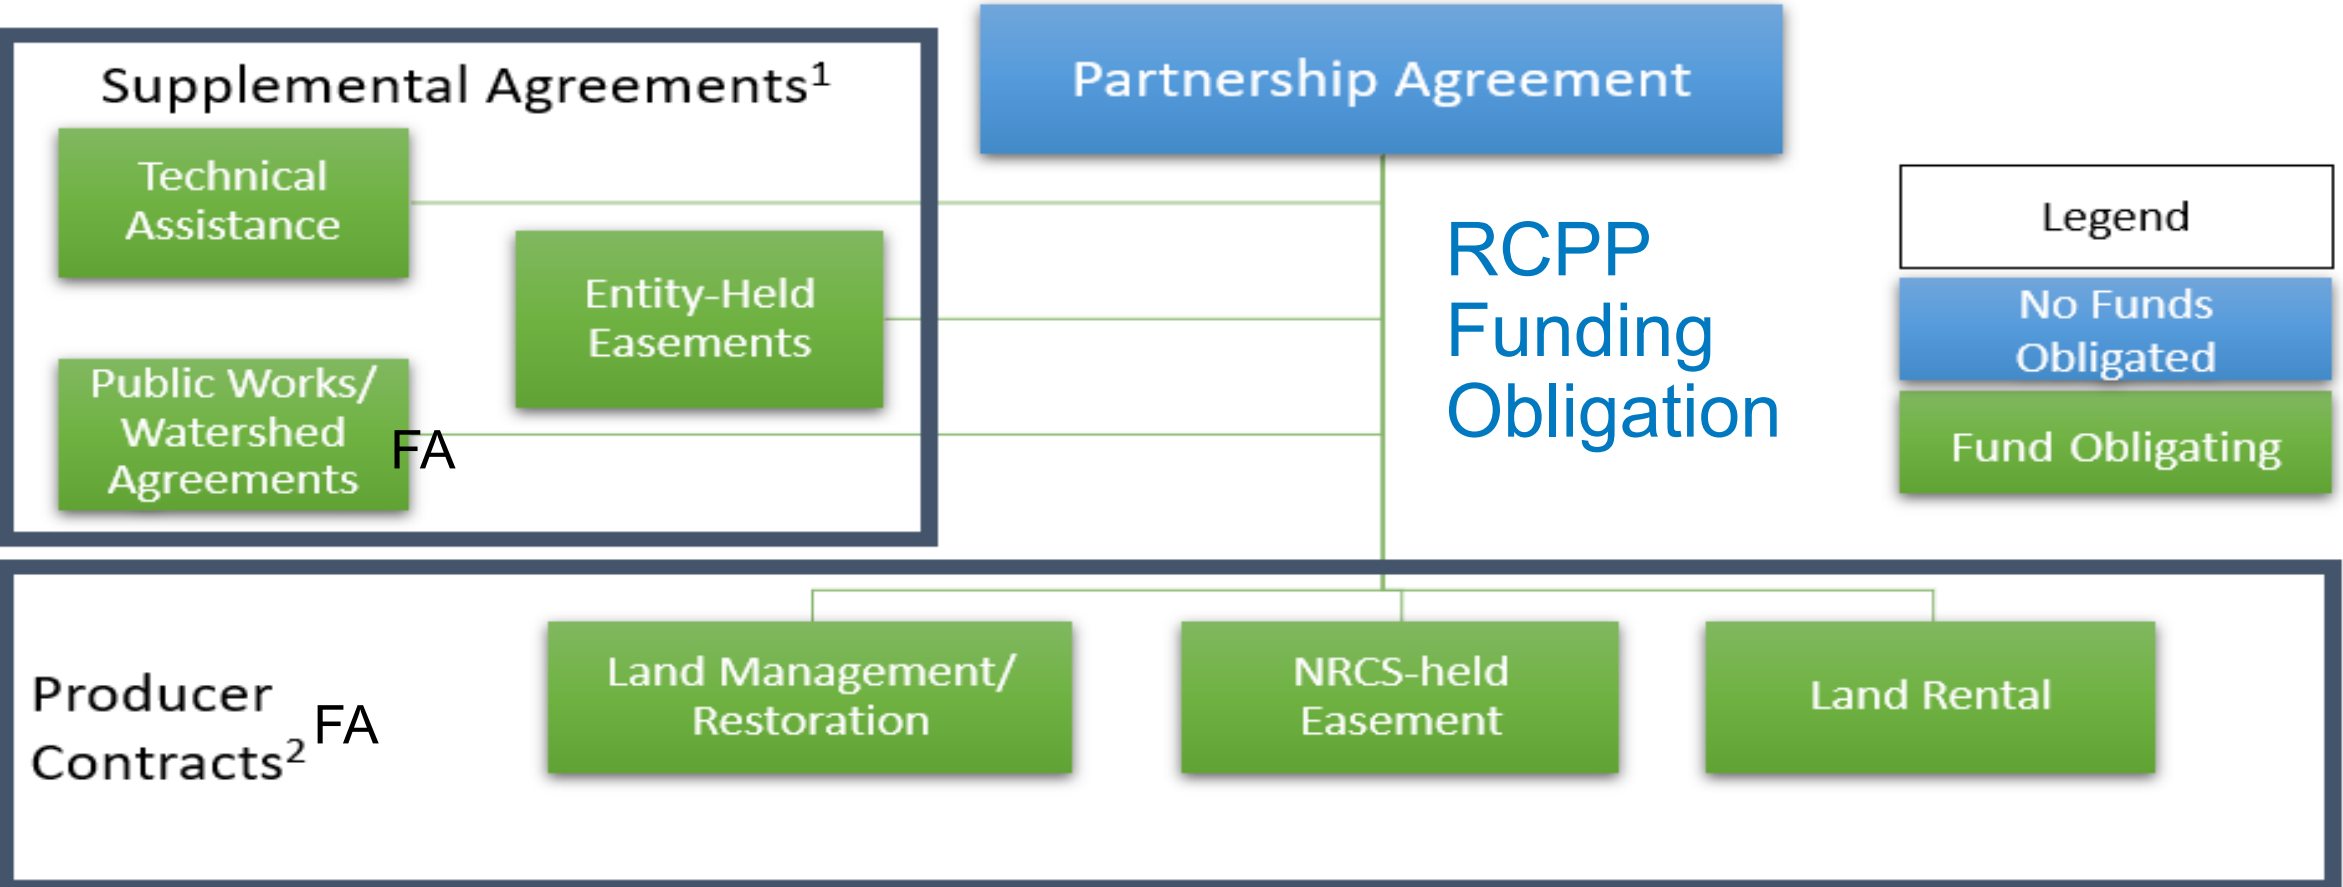 Partnership Agreement
Supplemental Agreements¹
Technical
Assistance
Entity-Held
Easements
Public Works/
Watershed
Agreements
FA
RCPP
Funding
Obligation
Legend
No Funds
Obligated
Fund Obligating
Producer
Contracts²
FA
Land Management/
Restoration
NRCS-held
Easement
Land Rental